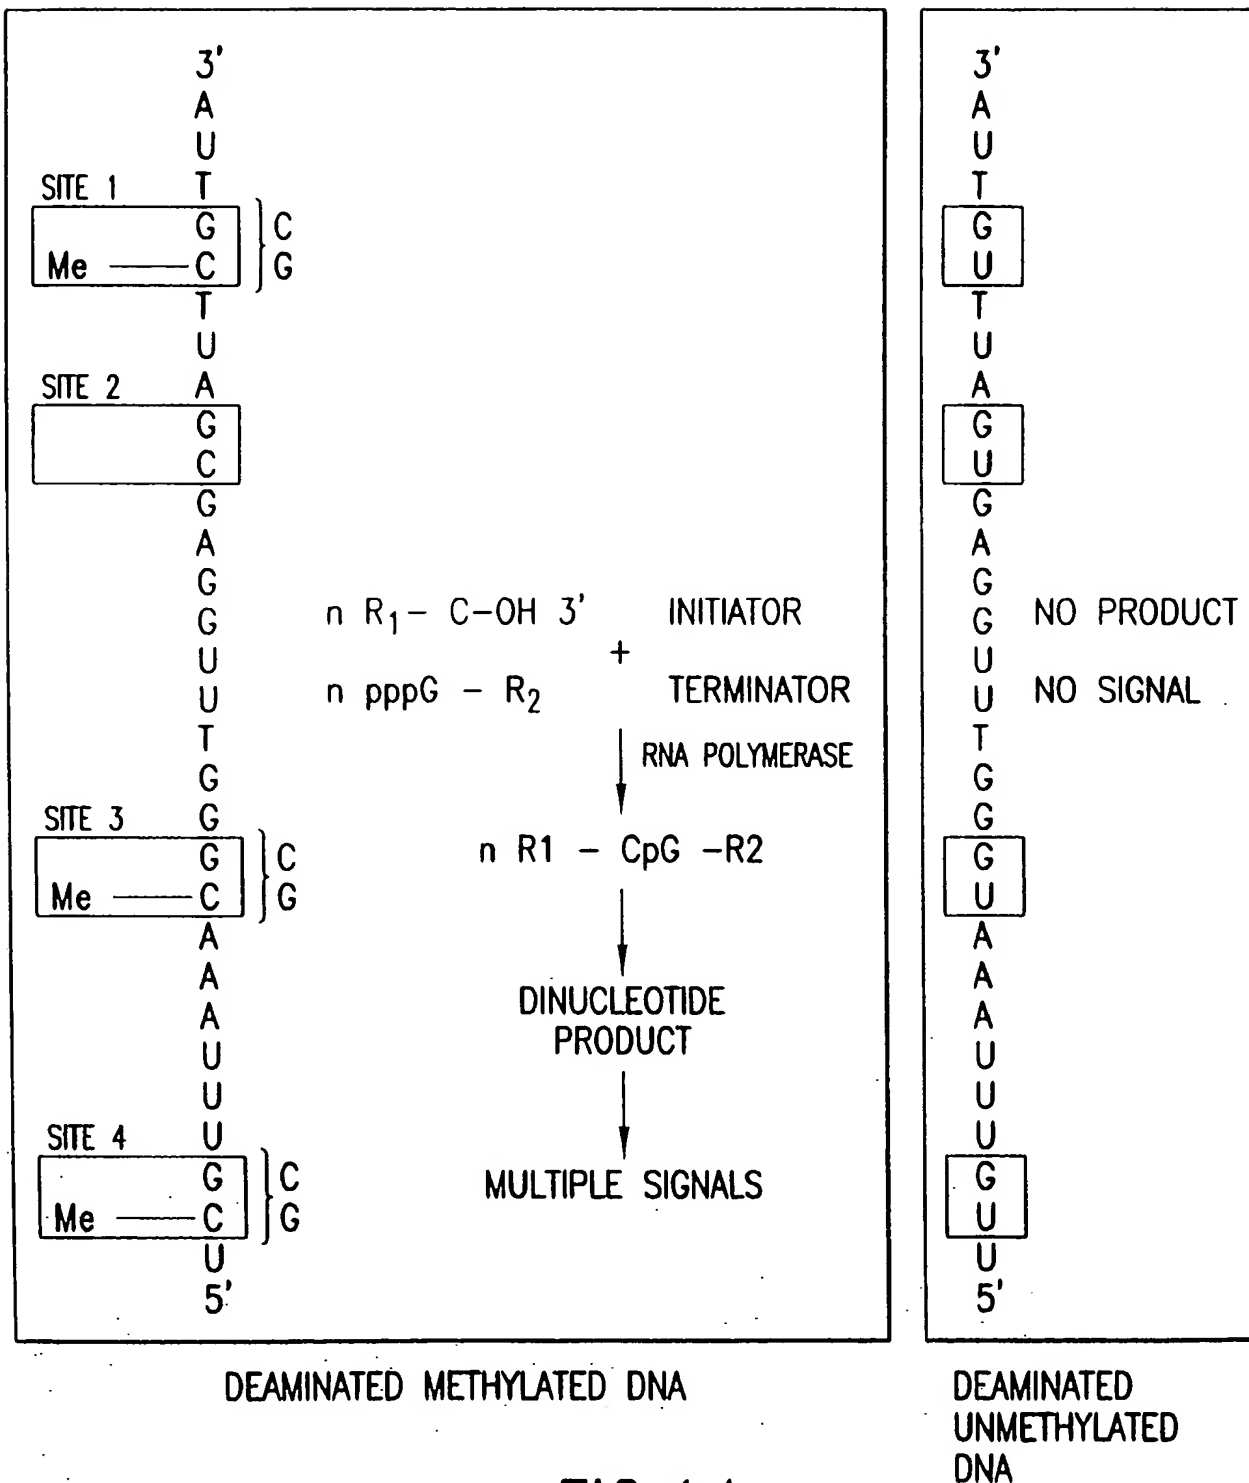 3'
A
U
SITE 1 T
G C
Me C G
T
U
SITE 2 A
G
C
G
A
G
G
U
U
T
G
SITE 3 G
G C
Me C G
A
A
A
U
U
SITE 4 U
G C
Me C G
U
5'
n R1 - C-OH 3' INITIATOR
+
n pppG - R2 TERMINATOR
RNA POLYMERASE
n R1 - CpG -R2
DINUCLEOTIDE
PRODUCT
MULTIPLE SIGNALS
DEAMINATED METHYLATED DNA
3'
A
U
T
G
U
T
U
A
G
U
G
A
G
G
U
U
T
G
G
G
U
A
A
A
U
U
U
G
U
U
5'
NO PRODUCT
NO SIGNAL
DEAMINATED
UNMETHYLATED
DNA